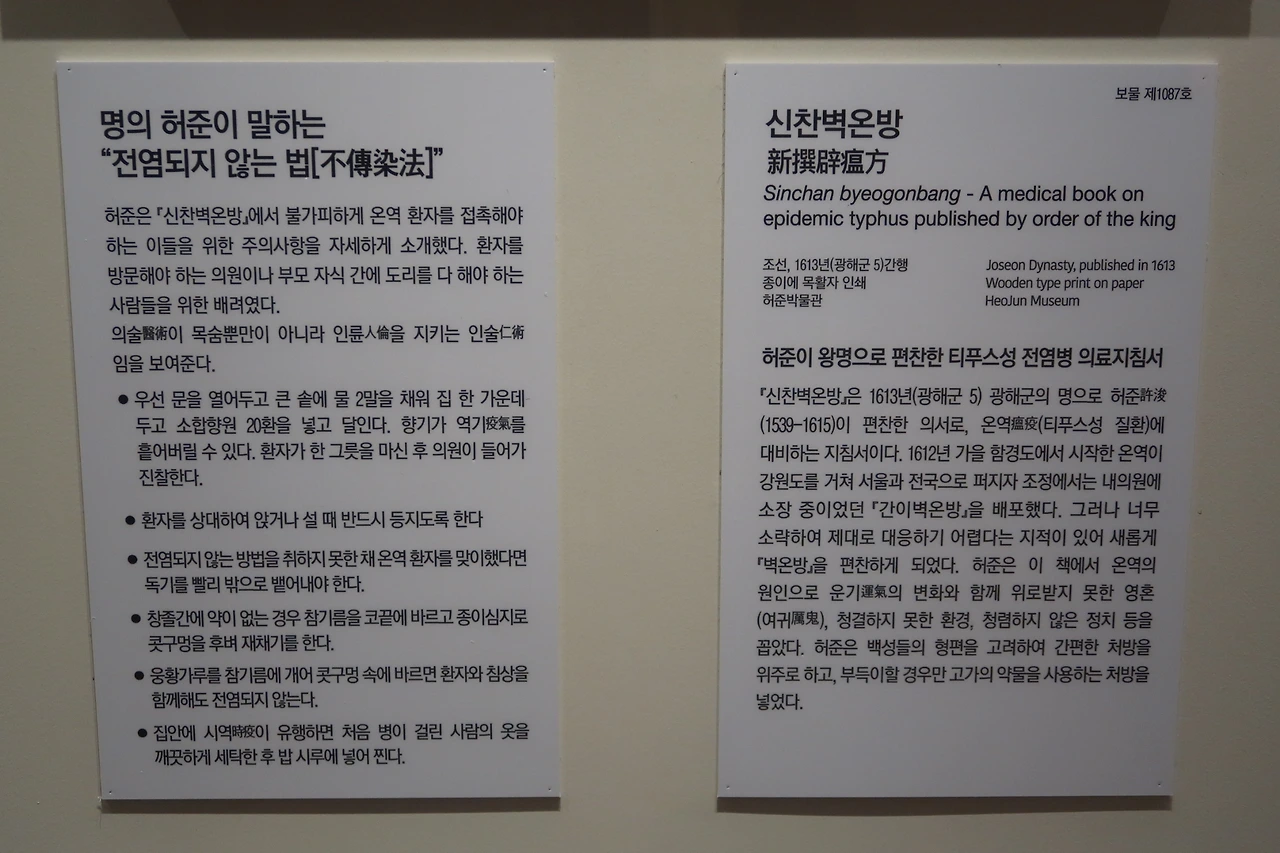 명의 허준이 말하는
“전염되지 않는 법[不傳染法]”
허준은 『신찬벽온방』에서 불가피하게 온역 환자를 접촉해야
하는 이들을 위한 주의사항을 자세하게 소개했다. 환자를
방문해야 하는 의원이나 부모 자식 간에 도리를 다 해야 하는
사람들을 위한 배려였다.
의술醫術이 목숨뿐만이 아니라 인륜人倫을 지키는 인술仁術
임을 보여준다.
● 우선 문을 열어두고 큰 솥에 물 2말을 채워 집 한 가운데
두고 소합향원 20환을 넣고 달인다. 향기가 역기疫氣를
흩어버릴 수 있다. 환자가 한 그릇을 마신 후 의원이 들어가
진찰한다.
● 환자를 상대하여 앉거나 설 때 반드시 등지도록 한다
● 전염되지 않는 방법을 취하지 못한 채 온역 환자를 맞이했다면
독기를 빨리 밖으로 뱉어내야 한다.
● 창졸간에 약이 없는 경우 참기름을 코끝에 바르고 종이심지로
콧구멍을 후벼 재채기를 한다.
● 웅황가루를 참기름에 개어 콧구멍 속에 바르면 환자와 침상을
함께해도 전염되지 않는다.
● 집안에 시역時疫이 유행하면 처음 병이 걸린 사람의 옷을
깨끗하게 세탁한 후 밥 시루에 넣어 찐다.
보물 제1087호
신찬벽온방
新撰辟瘟方
Sinchan byeogonbang - A medical book on
epidemic typhus published by order of the king
조선, 1613년(광해군 5)간행
종이에 목활자 인쇄
허준박물관
Joseon Dynasty, published in 1613
Wooden type print on paper
HeoJun Museum
허준이 왕명으로 편찬한 티푸스성 전염병 의료지침서
『신찬벽온방』은 1613년(광해군 5) 광해군의 명으로 허준許浚
(1539-1615)이 편찬한 의서로, 온역瘟疫(티푸스성 질환)에
대비하는 지침서이다. 1612년 가을 함경도에서 시작한 온역이
강원도를 거쳐 서울과 전국으로 퍼지자 조정에서는 내의원에
소장 중이었던 『간이벽온방』을 배포했다. 그러나 너무
소략하여 제대로 대응하기 어렵다는 지적이 있어 새롭게
『벽온방』을 편찬하게 되었다. 허준은 이 책에서 온역의
원인으로 운기運氣의 변화와 함께 위로받지 못한 영혼
(여귀厲鬼), 청결하지 못한 환경, 청렴하지 않은 정치 등을
꼽았다. 허준은 백성들의 형편을 고려하여 간편한 처방을
위주로 하고, 부득이할 경우만 고가의 약물을 사용하는 처방을
넣었다.